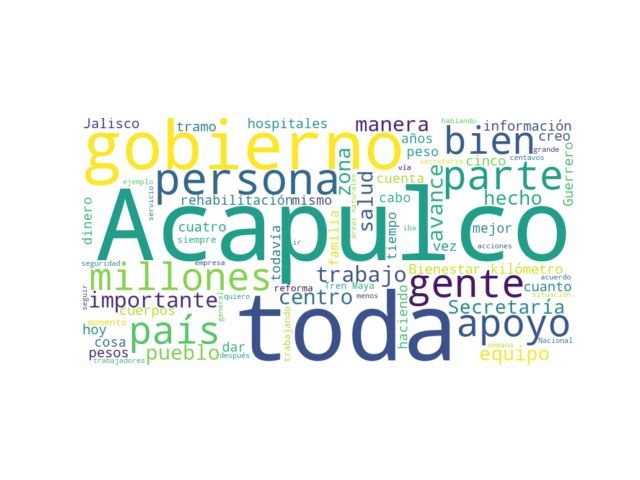 Jalisco tramo hospitales manera hablando información
gobierno años bien creo
ejemplo persona zona peso secretaria cinco centavos grande
vía parte Guerrero
servicio rehabilitación mismo áreas naturales salud cuenta avance hecho
dinero Acapulco familia cabo
cuatro tiempo iba mejor
siempre todavía ir vez acciones
seguridad empresa trabajo Bienestar kilómetro acuerdo
millones quiero reforma Tren Maya gente cuanto
seguir importante general centro menos Secretaría situación
momento cuerpos toda haciendo apoyo
hoy país trabajando
cosa dar semana Nacional
pesos pueblo después equipo
trabajadores